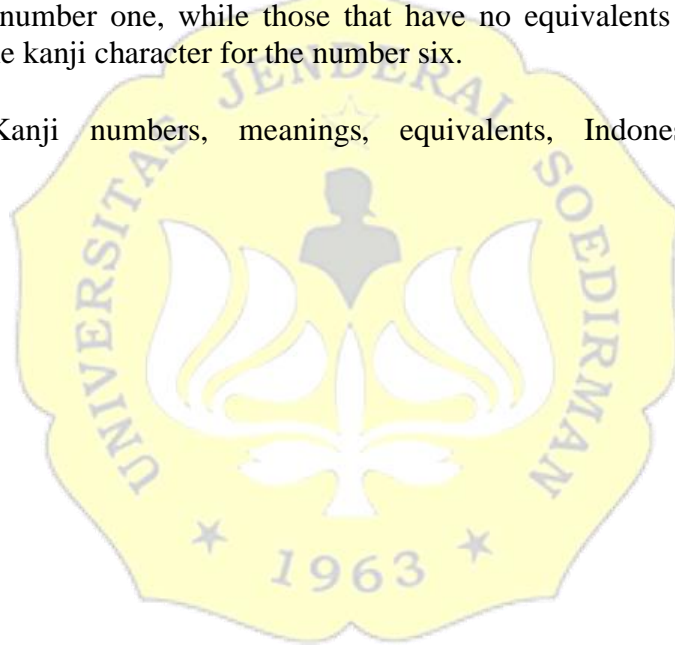 number one, while those that have no equivalents
e kanji character for the number six.
Kanji numbers, meanings, equivalents, Indones
UNIVERSITAS JENDERAL SOEDIRMAN
★ 1963 ★